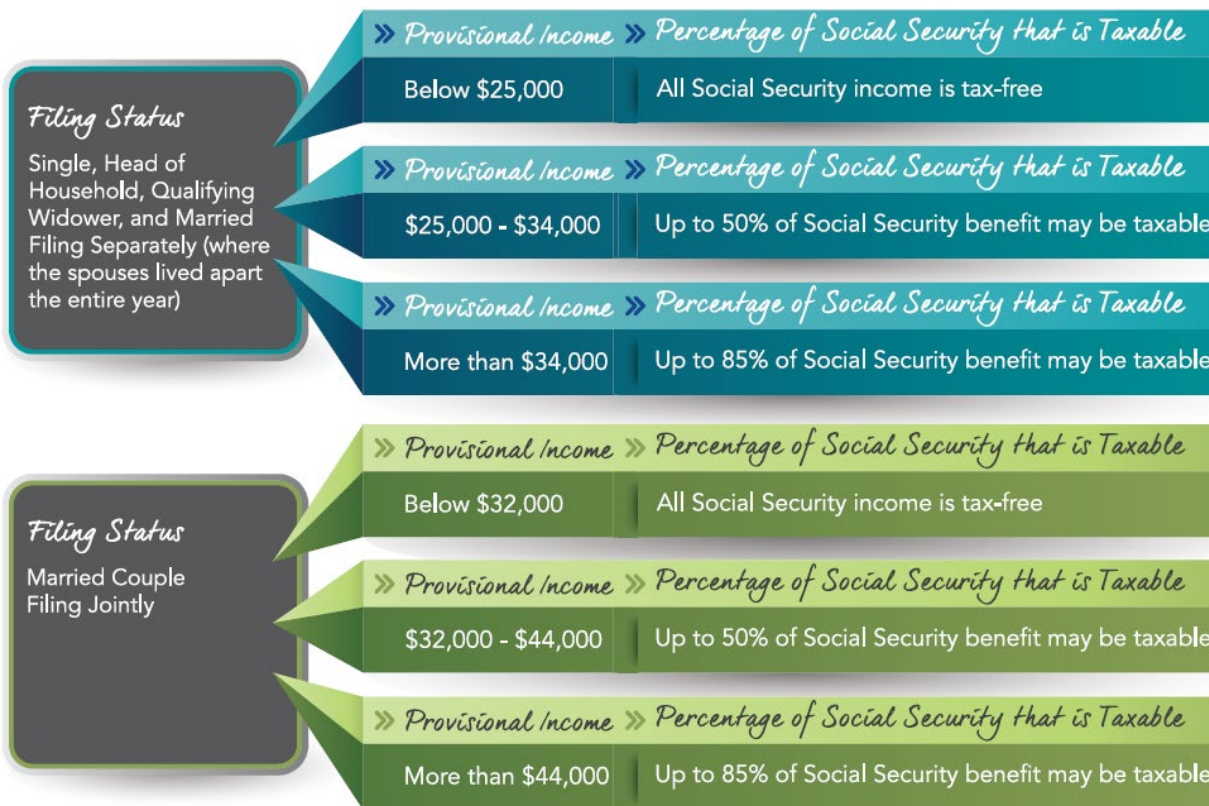 Filing Status
Single, Head of
Household, Qualifying
Widower, and Married
Filing Separately (where
the spouses lived apart
the entire year)
» Provisional Income » Percentage of Social Security that is Taxable
Below $25,000 All Social Security income is tax-free
» Provisional Income » Percentage of Social Security that is Taxable
$25,000 - $34,000 Up to 50% of Social Security benefit may be taxable
» Provisional Income » Percentage of Social Security that is Taxable
More than $34,000 Up to 85% of Social Security benefit may be taxable
Filing Status
Married Couple
Filing Jointly
» Provisional Income » Percentage of Social Security that is Taxable
Below $32,000 All Social Security income is tax-free
» Provisional Income » Percentage of Social Security that is Taxable
$32,000 - $44,000 Up to 50% of Social Security benefit may be taxable
» Provisional Income » Percentage of Social Security that is Taxable
More than $44,000 Up to 85% of Social Security benefit may be taxable